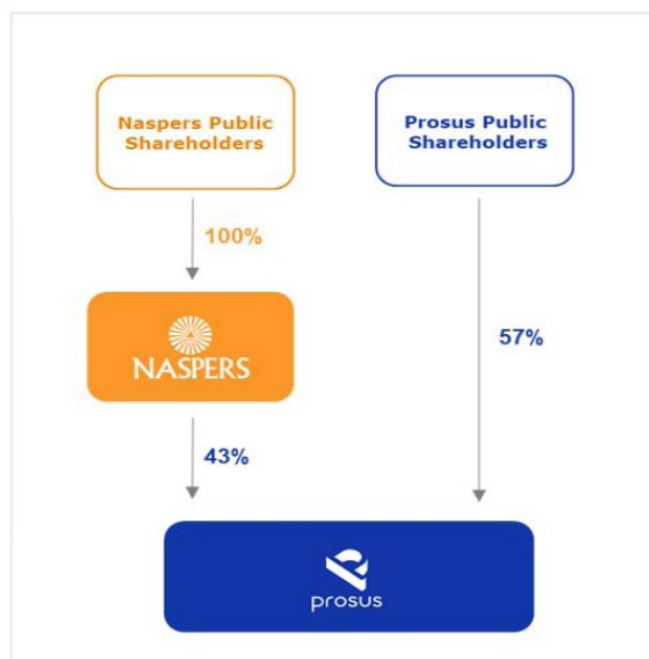 Naspers Public
Shareholders
Prosus Public
Shareholders
100%
NASPERS
57%
43%
prosus